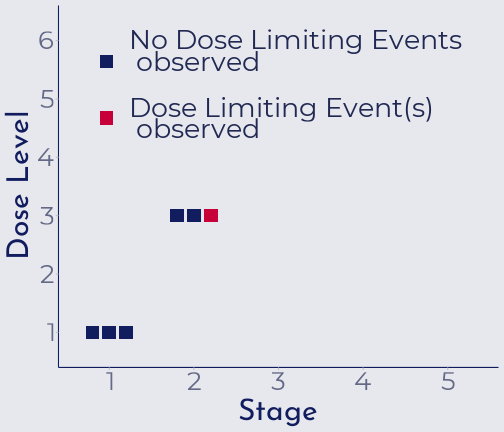 6
No Dose Limiting Events
observed
5
Dose Limiting Event(s)
observed
4
Dose Level
3
2
1
1 2 3 4 5
Stage